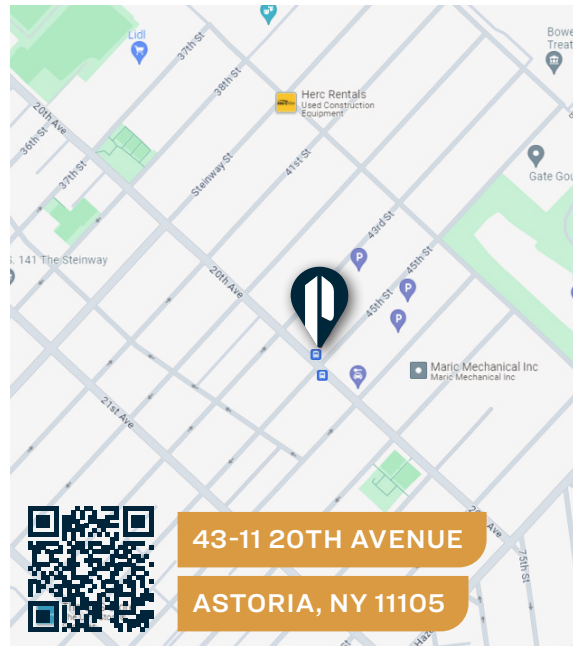 Lidl
37th St
Bowe
Treat
38th St
Herc Rentals
Used Construction
Equipment
20th Ave
36th St
37th St
Steinway St
41st St
Gate Gou
43rd St
S. 141 The Steinway
45th St
P
20th Ave
P
45th St
P
Maric Mechanical Inc
Maric Mechanical Inc
21st Ave
Ave
75th St
43-11 20TH AVENUE
ASTORIA, NY 11105
Haze